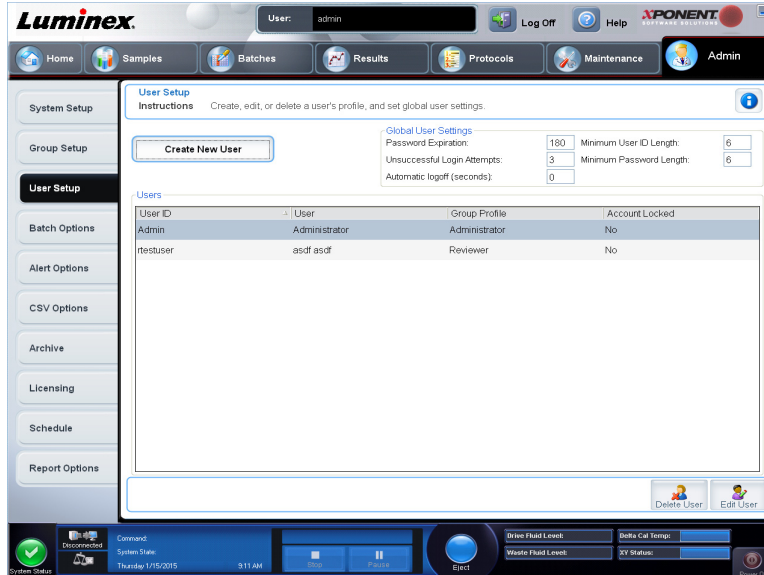 Luminex.
User: admin
Log Off
Help
XPONENT
SOFTWARE SOLUTIONS
Home
Samples
Batches
Results
Protocols
Maintenance
Admin
System Setup
Group Setup
User Setup
Batch Options
Alert Options
CSV Options
Archive
Licensing
Schedule
Report Options
User Setup
Instructions Create, edit, or delete a user's profile, and set global user settings.
Create New User
Global User Settings
Password Expiration: 180 Minimum User ID Length: 6
Unsuccessful Login Attempts: 3 Minimum Password Length: 6
Automatic logoff (seconds): 0
Users
User ID User Group Profile Account Locked
Admin Administrator Administrator No
rtestuser asdf asdf Reviewer No
Delete User
Edit User
System Status
Disconnected
Command:
System State:
Thursday 1/15/2015 9:11 AM
Stop
Pause
Eject
Drive Fluid Level:
Waste Fluid Level:
Delta Cal Temp:
XY Status: